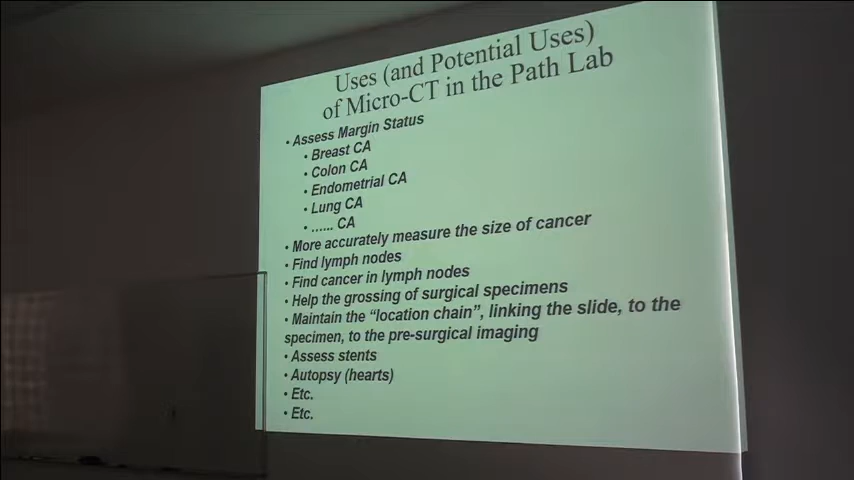 Uses (and Potential Uses)
of Micro-CT in the Path Lab
• Assess Margin Status
• Breast CA
• Colon CA
• Endometrial CA
• Lung CA
• ...... CA
• More accurately measure the size of cancer
• Find lymph nodes
• Find cancer in lymph nodes
• Help the grossing of surgical specimens
• Maintain the “location chain”, linking the slide, to the
specimen, to the pre-surgical imaging
• Assess stents
• Autopsy (hearts)
• Etc.
• Etc.